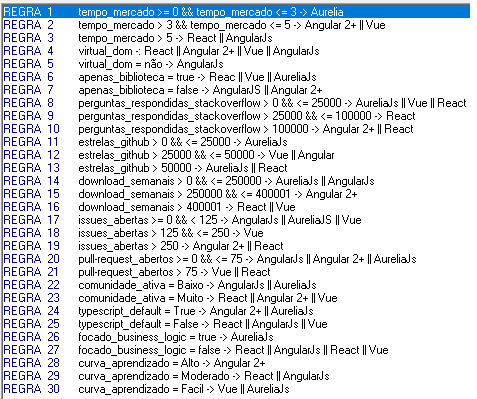 REGRA 1 tempo_mercado >= 0 && tempo_mercado <= 3 -> Aurelia
REGRA 2 tempo_mercado > 3 && tempo_mercado <= 5 -> Angular 2+ || Vue
REGRA 3 tempo_mercado > 5 -> React || AngularJS
REGRA 4 virtual_dom -: React || Angular 2+ || Vue || AngularJs
REGRA 5 virtual_dom = não -> AngularJs
REGRA 6 apenas_biblioteca = true -> Reac || Vue || AureliaJs
REGRA 7 apenas_biblioteca = false -> AngularJS || Angular 2+
REGRA 8 perguntas_respondidas_stackoverflow > 0 && <= 25000 -> AureliaJs || Vue || React
REGRA 9 perguntas_respondidas_stackoverflow > 25000 && <= 100000 -> React
REGRA 10 perguntas_respondidas_stackoverflow > 100000 -> Angular 2+ || React
REGRA 11 estrelas_github > 0 && <= 25000 -> AureliaJs
REGRA 12 estrelas_github > 25000 && <= 50000 -> Vue || Angular
REGRA 13 estrelas_github > 50000 -> AureliaJs || React
REGRA 14 download_semanais > 0 && <= 250000 -> AureliaJs || AngularJs
REGRA 15 download_semanais > 250000 && <= 400001 -> Angular 2+
REGRA 16 download_semanais > 400001 -> React || Vue
REGRA 17 issues_abertas >= 0 && < 125 -> AngularJs || AureliaJS || Vue
REGRA 18 issues_abertas > 125 && <= 250 -> Vue
REGRA 19 issues_abertas > 250 -> Angular 2+ || React
REGRA 20 pull-request_abertos >= 0 && <= 75 -> AngularJs || Angular 2+ || AureliaJs
REGRA 21 pull-request_abertos > 75 -> Vue || React
REGRA 22 comunidade_ativa = Baixo -> AngularJs || AureliaJs
REGRA 23 comunidade_ativa = Muito -> React || Angular 2+ || Vue
REGRA 24 typescript_default = True -> Angular 2+ || AureliaJs
REGRA 25 typescript_default = False -> React || AngularJs || Vue
REGRA 26 focado_business_logic = true -> AureliaJs
REGRA 27 focado_business_logic = false -> React || AngularJs || React || Vue
REGRA 28 curva_aprendizado = Alto -> Angular 2+
REGRA 29 curva_aprendizado = Moderado -> React || AngularJs
REGRA 30 curva_aprendizado = Facil -> Vue || AureliaJs